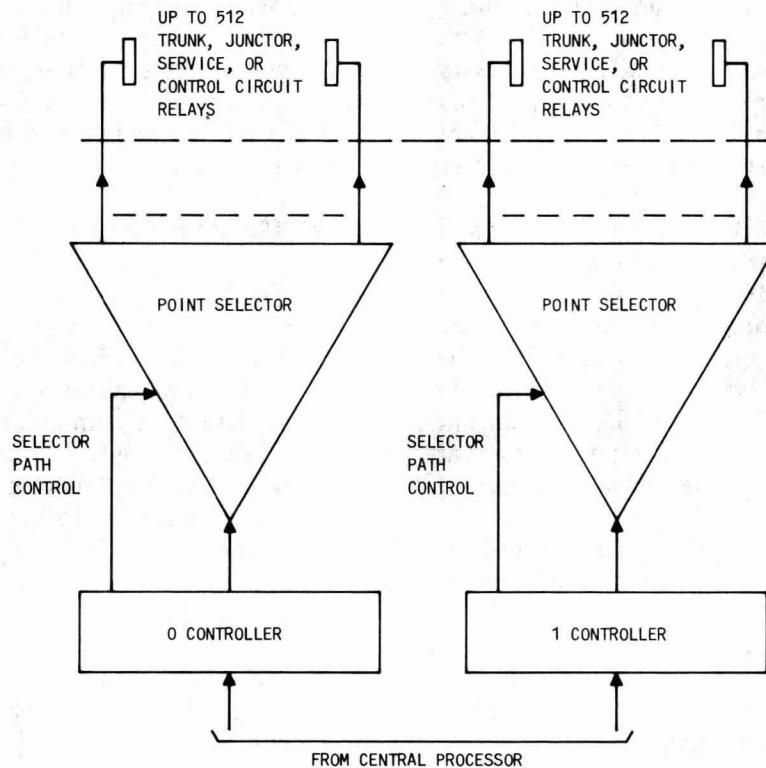 UP TO 512
TRUNK, JUNCTOR,
SERVICE, OR
CONTROL CIRCUIT
RELAYS
UP TO 512
TRUNK, JUNCTOR,
SERVICE, OR
CONTROL CIRCUIT
RELAYS
POINT SELECTOR
POINT SELECTOR
SELECTOR
PATH
CONTROL
SELECTOR
PATH
CONTROL
0 CONTROLLER
1 CONTROLLER
FROM CENTRAL PROCESSOR